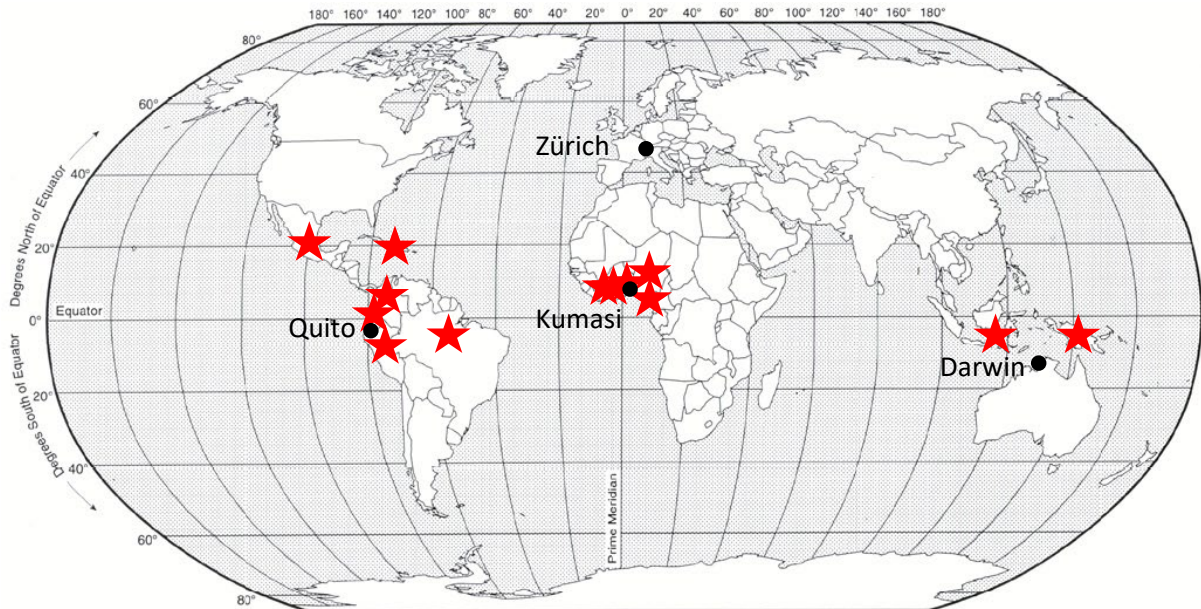 180° 160° 140° 120° 100° 80° 60° 40° 20° 0° 20° 40° 60° 80° 100° 120° 140° 160° 180°
80°
60°
Zürich
40°
Degrees North of Equator
20°
Equator
0°
Quito
Kumasi
Darwin
Degrees South of Equator
20°
40°
Prime Meridian
60°
80°